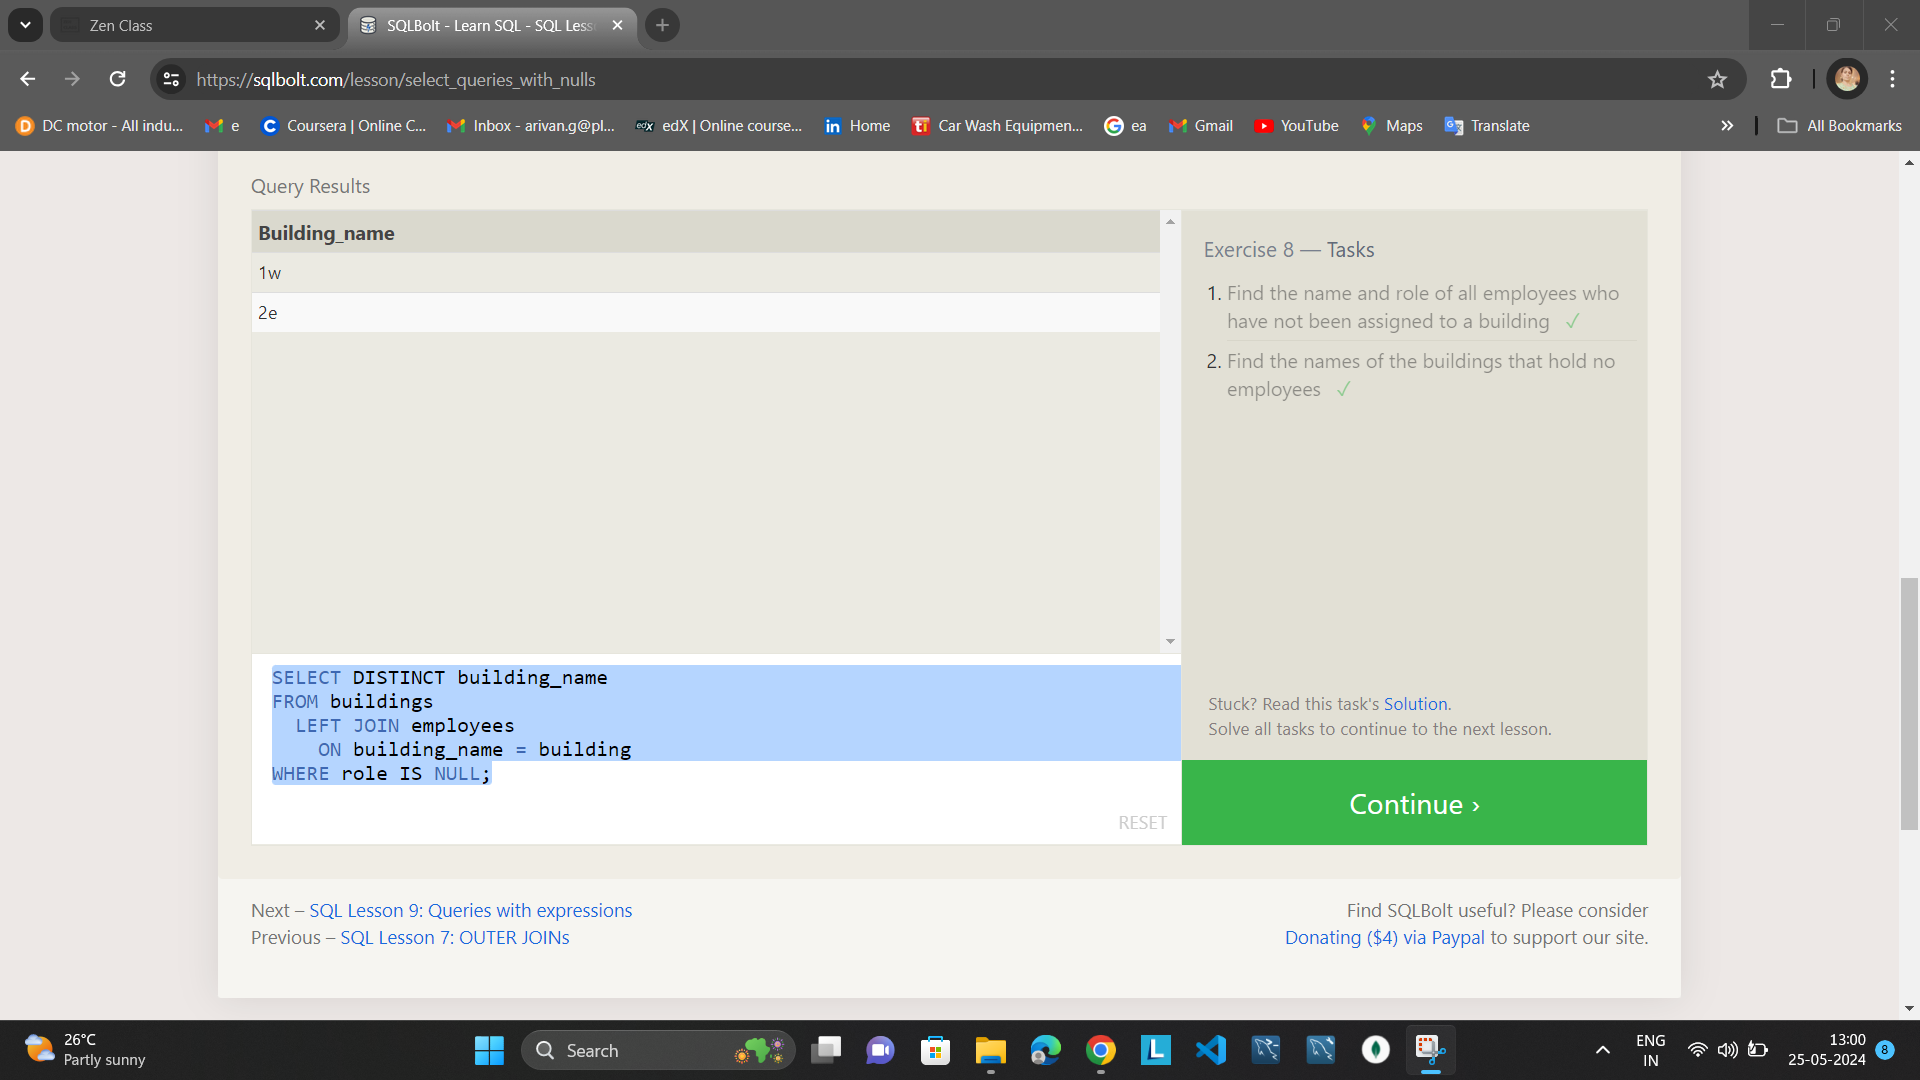 Zen Class
SQLBolt - Learn SQL - SQL Less
https://sqlbolt.com/lesson/select_queries_with_nulls
DC motor - All indu...
e
Coursera | Online C...
Inbox - arivan.g@pl...
edX | Online course...
Home
Car Wash Equipmen...
ea
Gmail
YouTube
Maps
Translate
All Bookmarks
Query Results
Building_name
1w
2e
Exercise 8 — Tasks
1. Find the name and role of all employees who
have not been assigned to a building ✓
2. Find the names of the buildings that hold no
employees ✓
SELECT DISTINCT building_name
FROM buildings
  LEFT JOIN employees
    ON building_name = building
WHERE role IS NULL;
RESET
Stuck? Read this task's Solution.
Solve all tasks to continue to the next lesson.
Continue ›
Next – SQL Lesson 9: Queries with expressions
Previous – SQL Lesson 7: OUTER JOINs
Find SQLBolt useful? Please consider
Donating ($4) via Paypal to support our site.
26°C
Partly sunny
Search
ENG
IN
13:00
25-05-2024
8